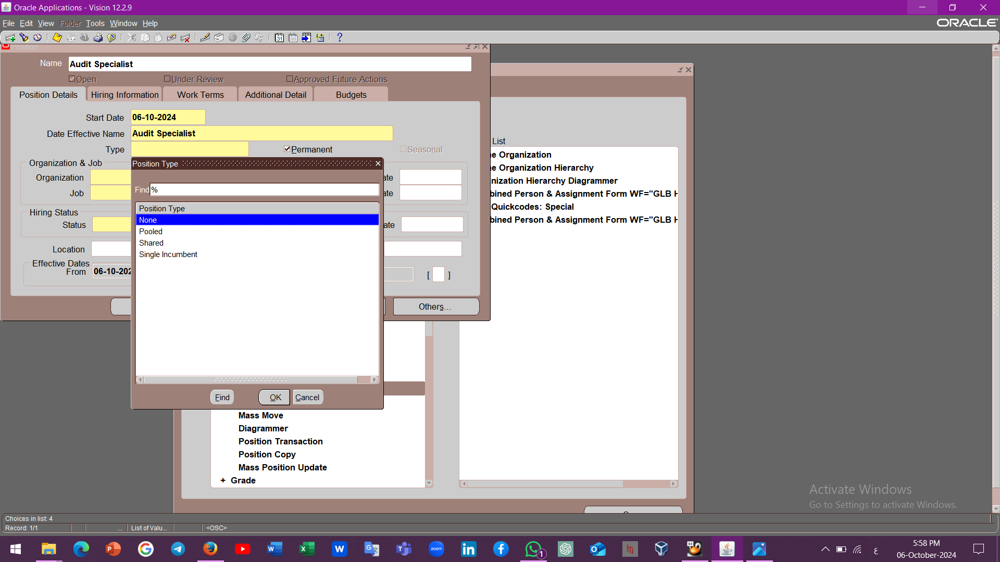 Oracle Applications - Vision 12.2.9
File Edit View Folder Tools Window Help
ORACLE
Position
Name Audit Specialist
Open Under Review Approved Future Actions
Position Details Hiring Information Work Terms Additional Detail Budgets
Start Date 06-10-2024
Date Effective Name Audit Specialist
Type Permanent Seasonal
Organization & Job
Organization ate
Job ate
Hiring Status
Status ate
Location
Effective Dates
From 06-10-202 [ ]
Others...
Position Type
Find %
Position Type
None
Pooled
Shared
Single Incumbent
Find OK Cancel
List
e Organization
e Organization Hierarchy
nization Hierarchy Diagrammer
bined Person & Assignment Form WF="GLB H
Quickcodes: Special
bined Person & Assignment Form WF="GLB H
Mass Move
Diagrammer
Position Transaction
Position Copy
Mass Position Update
+ Grade
Activate Windows
Go to Settings to activate Windows.
Choices in list: 4
Record: 1/1 ... List of Valu... <OSC>
5:58 PM
06-October-2024
ع